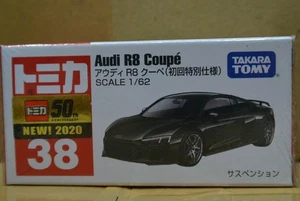 トミカ
トミカ
50th
NEW! 2020
38
Audi R8 Coupé
アウディ R8 クーペ(初回特別仕様)
SCALE 1/62
TAKARA
TOMY
サスペンション